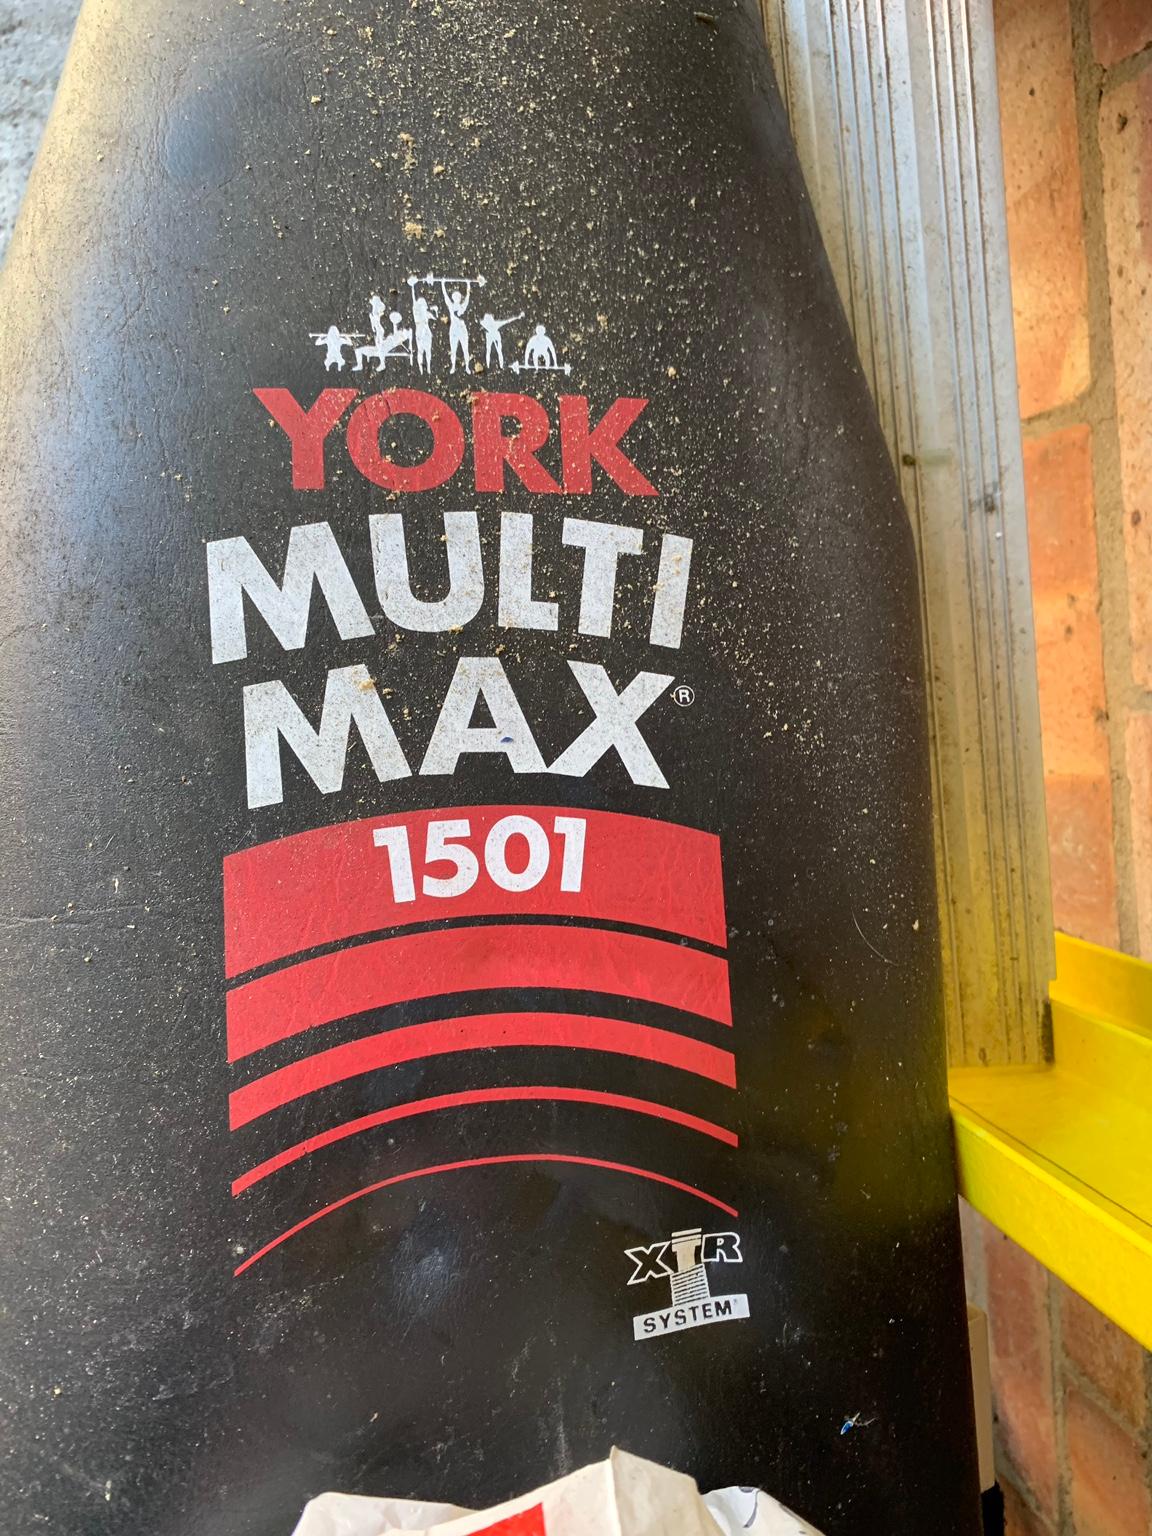 YORK
MULTI
MAX®
1501
XTR
SYSTEM